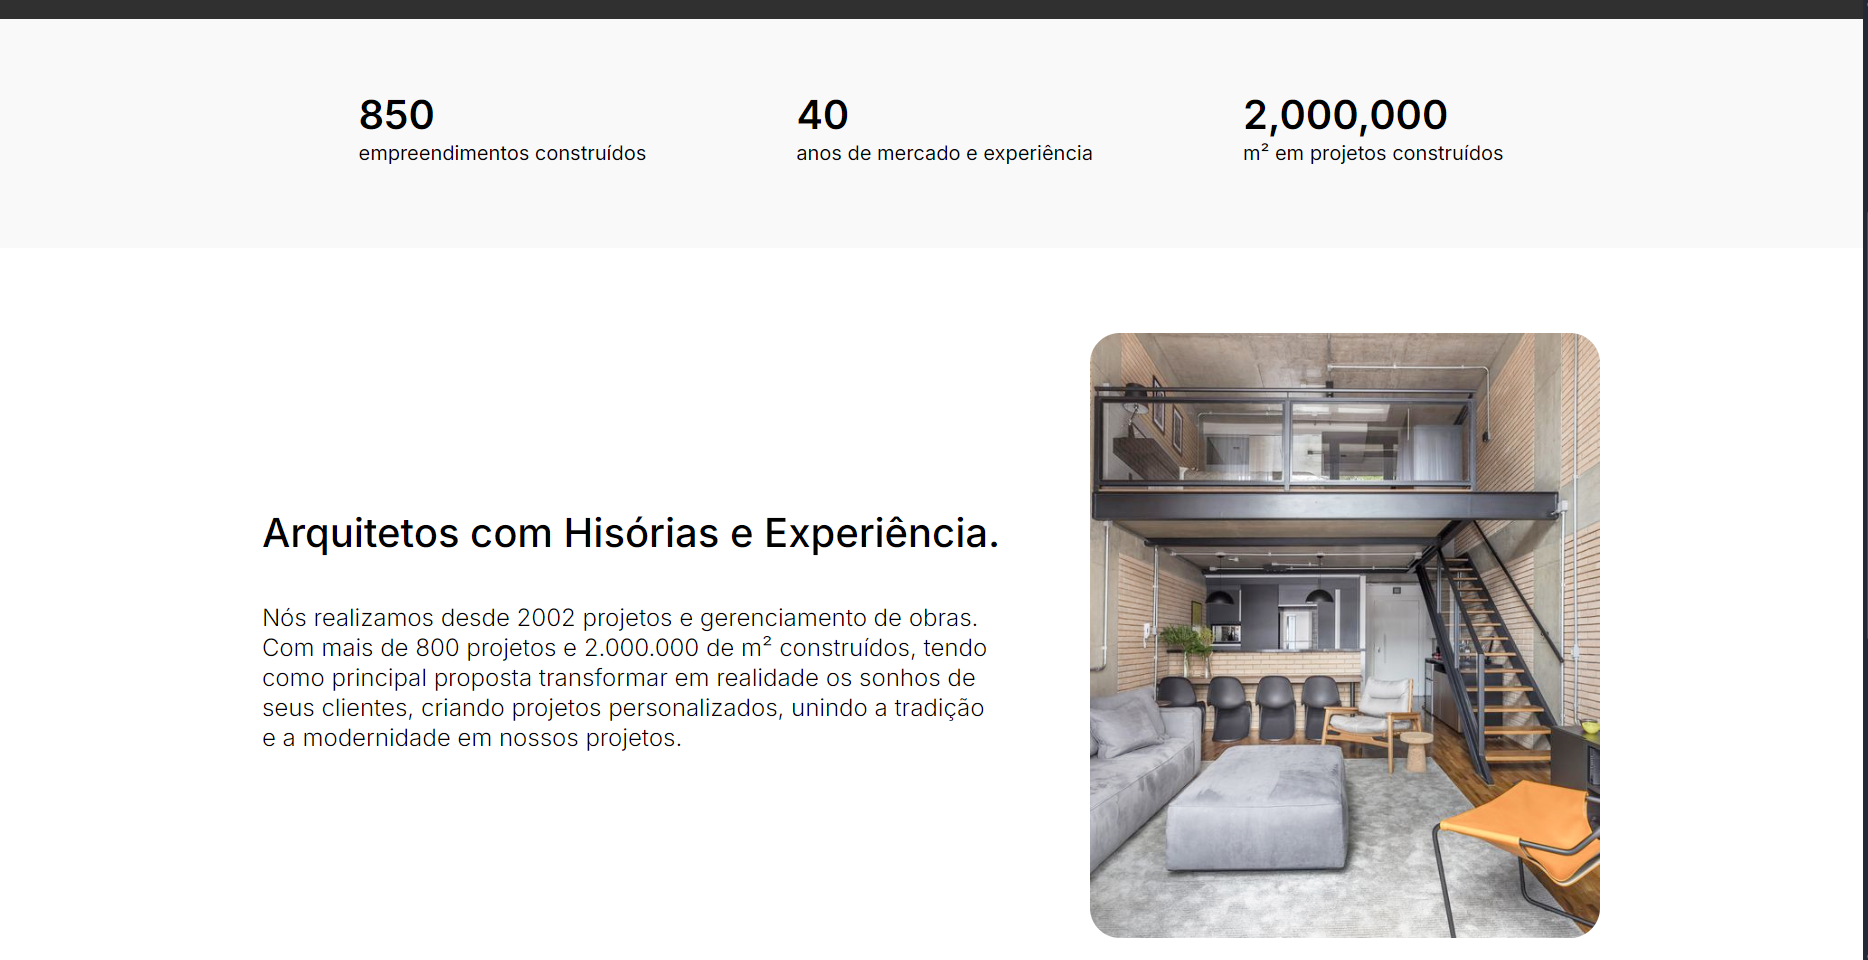 850
empreendimentos construídos
40
anos de mercado e experiência
2,000,000
m² em projetos construídos
Arquitetos com Hisórias e Experiência.
Nós realizamos desde 2002 projetos e gerenciamento de obras.
Com mais de 800 projetos e 2.000.000 de m² construídos, tendo
como principal proposta transformar em realidade os sonhos de
seus clientes, criando projetos personalizados, unindo a tradição
e a modernidade em nossos projetos.